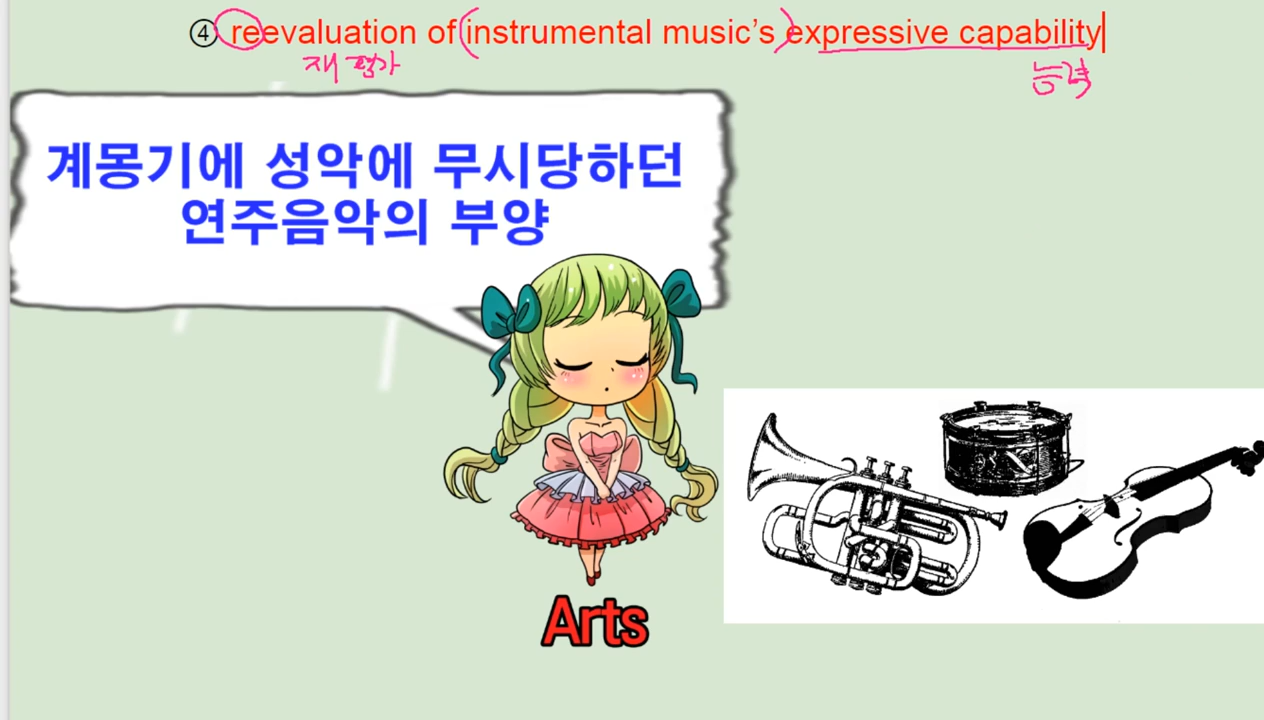 ④ reevaluation of (instrumental music's) expressive capability
재평가
능력
계몽기에 성악에 무시당하던
연주음악의 부양
Arts